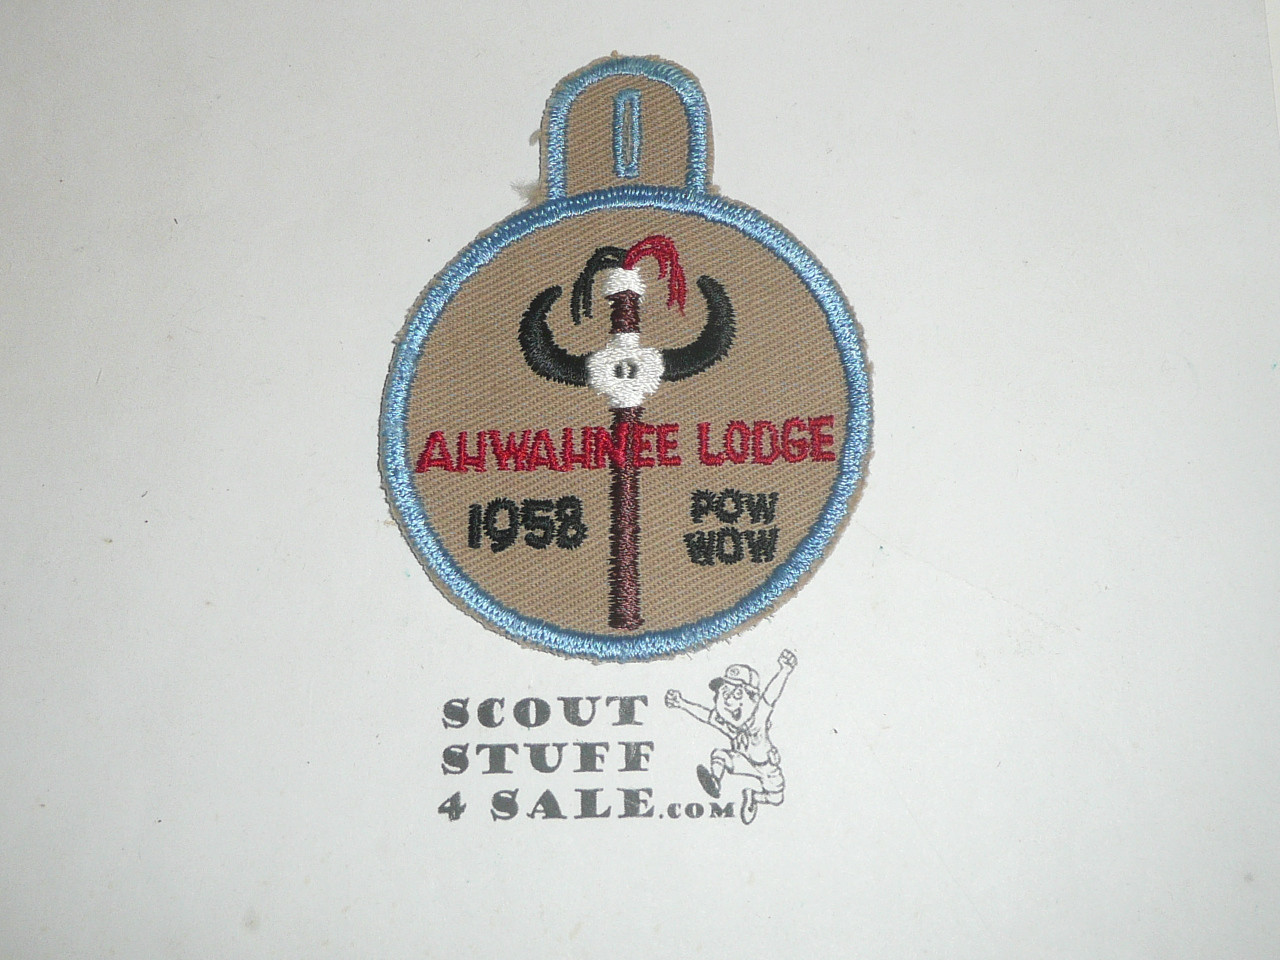 AHWAHNEE LODGE
1958 POW
WOW
SCOUT
STUFF
4 SALE.COM